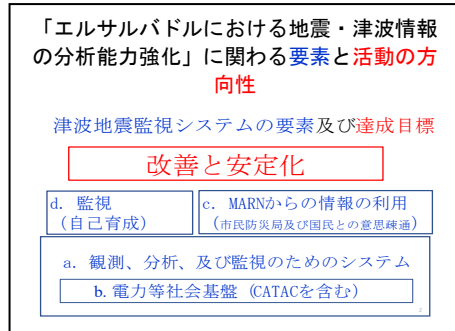 「エルサルバドルにおける地震・津波情報
の分析能力強化」に関わる要素と活動の方
向性
津波地震監視システムの要素及び達成目標
改善と安定化
d. 監視
（自己育成）
c. MARNからの情報の利用
（市民防災局及び国民との意思疎通）
a. 観測、分析、及び監視のためのシステム
b. 電力等社会基盤（CATACを含む）